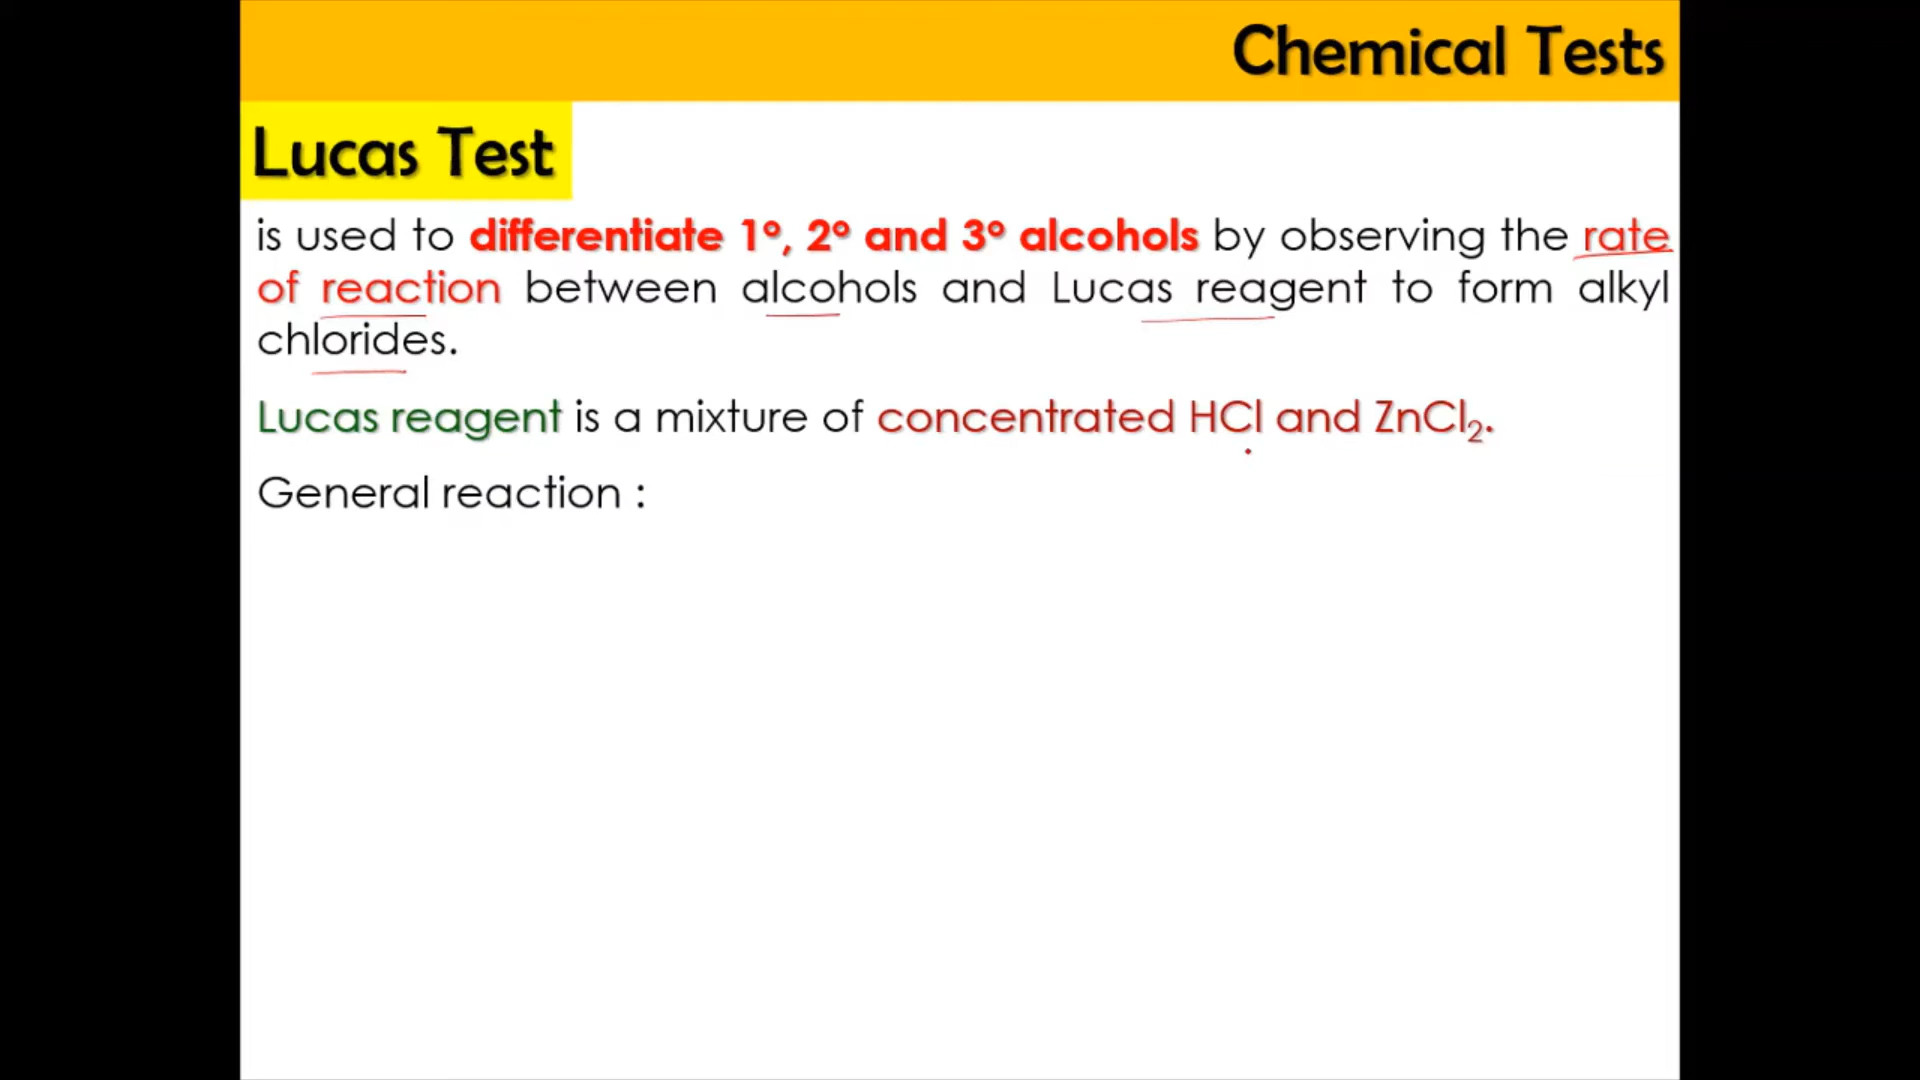 Chemical Tests
Lucas Test
is used to differentiate 1°, 2° and 3° alcohols by observing the rate
of reaction between alcohols and Lucas reagent to form alkyl
chlorides.
Lucas reagent is a mixture of concentrated HCl and ZnCl₂.
General reaction :